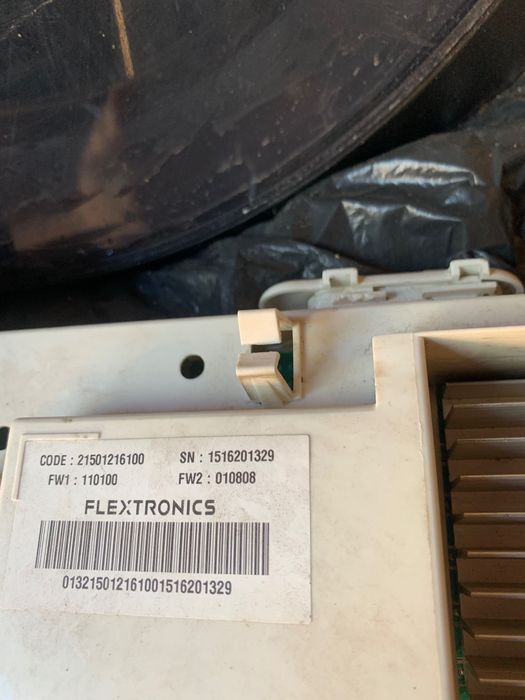 CODE : 21501216100 SN : 1516201329
FW1 : 110100 FW2 : 010808
FLEXTRONICS
013215012161001516201329